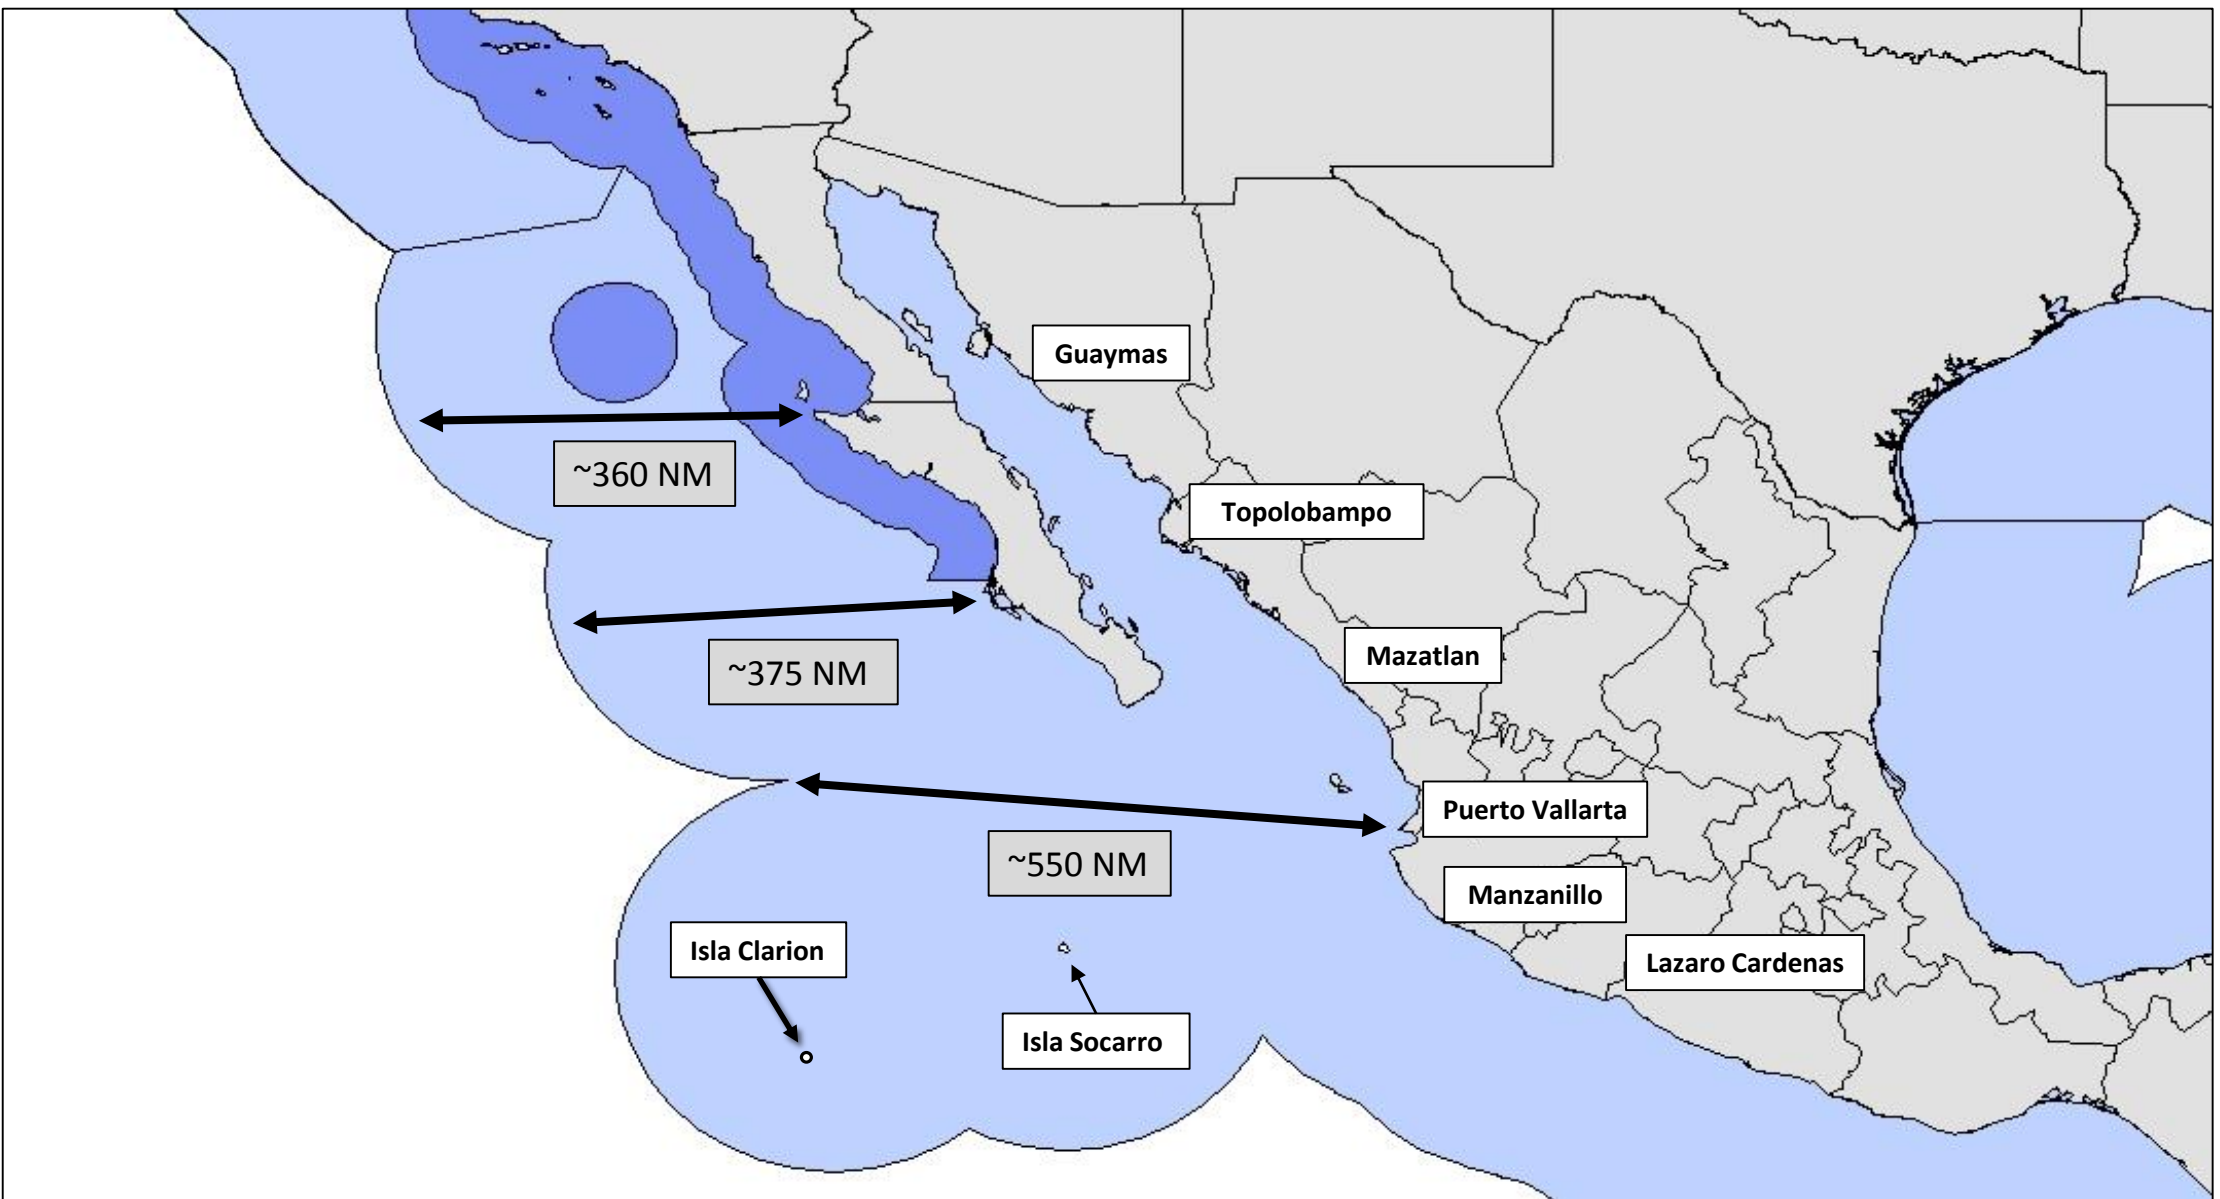 Guaymas
~360 NM
Topolobampo
Mazatlan
~375 NM
Puerto Vallarta
~550 NM
Manzanillo
Isla Clarion
Lazaro Cardenas
Isla Socarro